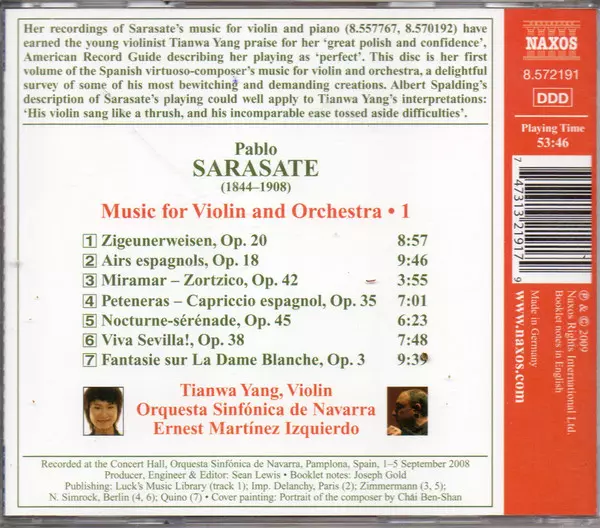 Her recordings of Sarasate's music for violin and piano (8.557767, 8.570192) have
earned the young violinist Tianwa Yang praise for her 'great polish and confidence',
American Record Guide describing her playing as 'perfect'. This disc is her first
volume of the Spanish virtuoso-composer's music for violin and orchestra, a delightful
survey of some of his most bewitching and demanding creations. Albert Spalding's
description of Sarasate's playing could well apply to Tianwa Yang's interpretations:
'His violin sang like a thrush, and his incomparable ease tossed aside difficulties'.
Pablo
SARASATE
(1844–1908)
Music for Violin and Orchestra • 1
1 Zigeunerweisen, Op. 20 8:57
2 Airs espagnols, Op. 18 9:46
3 Miramar – Zortzico, Op. 42 3:55
4 Peteneras – Capriccio espagnol, Op. 35 7:01
5 Nocturne-sérénade, Op. 45 6:23
6 Viva Sevilla!, Op. 38 7:48
7 Fantasie sur La Dame Blanche, Op. 3 9:39
Tianwa Yang, Violin
Orquesta Sinfónica de Navarra
Ernest Martínez Izquierdo
Recorded at the Concert Hall, Orquesta Sinfónica de Navarra, Pamplona, Spain, 1–5 September 2008
Producer, Engineer & Editor: Sean Lewis • Booklet notes: Joseph Gold
Publishing: Luck's Music Library (track 1); Imp. Delanchy, Paris (2); Zimmermann (3, 5);
N. Simrock, Berlin (4, 6); Quino (7) • Cover painting: Portrait of the composer by Chái Ben-Shan
NAXOS
8.572191
DDD
Playing Time
53:46
7 47313 21917 9
℗ & © 2009
Naxos Rights International Ltd.
Booklet notes in English
Made in Germany
www.naxos.com